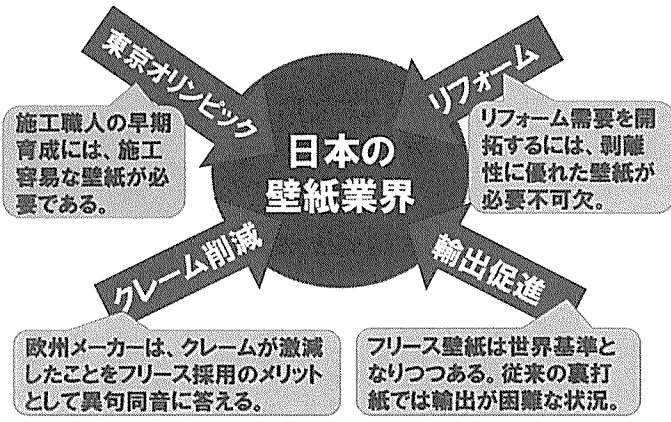 東京オリンピック
施工職人の早期
育成には、施工
容易な壁紙が必
要である。
リフォーム
リフォーム需要を開
拓するには、剥離
性に優れた壁紙が
必要不可欠。
日本の
壁紙業界
クレーム削減
欧州メーカーは、クレームが激減
したことをフリース採用のメリット
として異句同音に答える。
輸出促進
フリース壁紙は世界基準と
なりつつある。従来の裏打
紙では輸出が困難な状況。